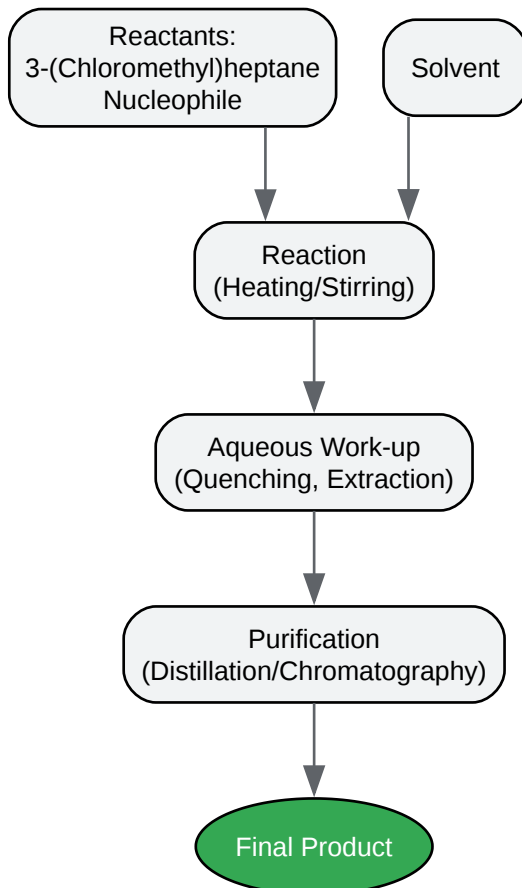 Reactants:
3-(Chloromethyl)heptane
Nucleophile
Solvent
Reaction
(Heating/Stirring)
Aqueous Work-up
(Quenching, Extraction)
Purification
(Distillation/Chromatography)
Final Product